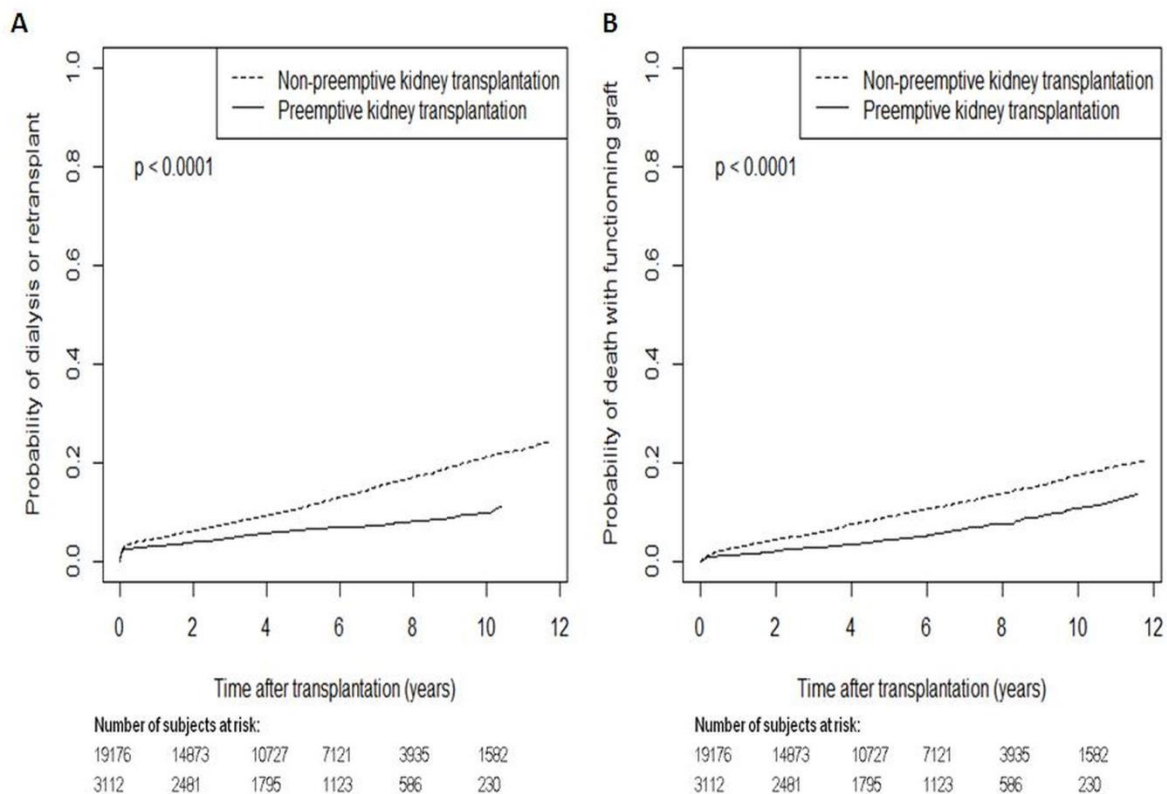 A
Probability of dialysis or retransplant
1.0
0.8
0.6
0.4
0.2
0.0
Non-preemptive kidney transplantation
Preemptive kidney transplantation
p < 0.0001
0 2 4 6 8 10 12
Time after transplantation (years)
Number of subjects at risk:
19176 14873 10727 7121 3935 1582
3112 2481 1795 1123 586 230
B
Probability of death with functionning graft
1.0
0.8
0.6
0.4
0.2
0.0
Non-preemptive kidney transplantation
Preemptive kidney transplantation
p < 0.0001
0 2 4 6 8 10 12
Time after transplantation (years)
Number of subjects at risk:
19176 14873 10727 7121 3935 1582
3112 2481 1795 1123 586 230